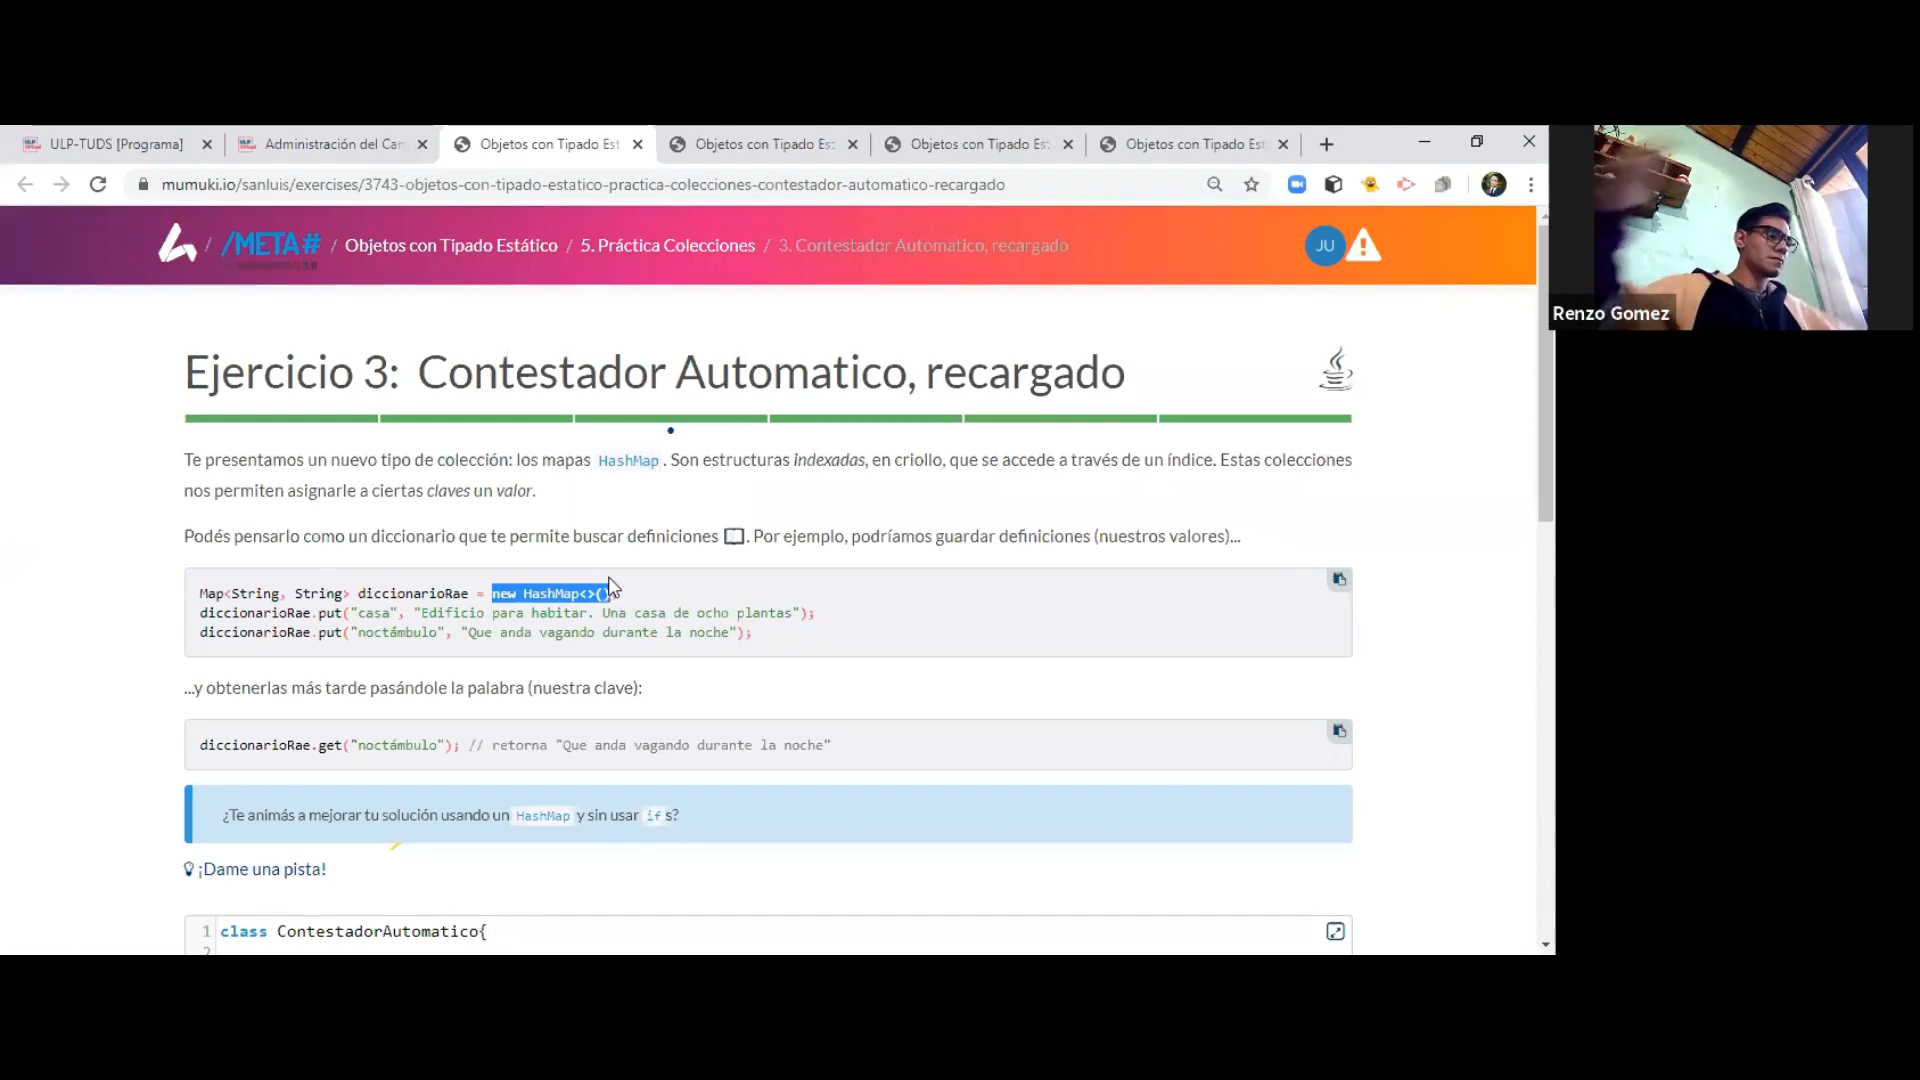 ULP-TUDS [Programa]
Administración del Car
Objetos con Tipado Est
Objetos con Tipado Es
Objetos con Tipado Es
Objetos con Tipado Est
mumuki.io/sanluis/exercises/3743-objetos-con-tipado-estatico-practica-colecciones-contestador-automatico-recargado
/ /META# / Objetos con Tipado Estático / 5. Práctica Colecciones / 3. Contestador Automatico, recargado
JU
Renzo Gomez
Ejercicio 3: Contestador Automatico, recargado
Te presentamos un nuevo tipo de colección: los mapas HashMap. Son estructuras indexadas, en criollo, que se accede a través de un índice. Estas colecciones
nos permiten asignarle a ciertas claves un valor.
Podés pensarlo como un diccionario que te permite buscar definiciones 📖. Por ejemplo, podríamos guardar definiciones (nuestros valores)...
Map<String, String> diccionarioRae = new HashMap<>()
diccionarioRae.put("casa", "Edificio para habitar. Una casa de ocho plantas");
diccionarioRae.put("noctámbulo", "Que anda vagando durante la noche");
...y obtenerlas más tarde pasándole la palabra (nuestra clave):
diccionarioRae.get("noctámbulo"); // retorna "Que anda vagando durante la noche"
¿Te animás a mejorar tu solución usando un HashMap y sin usar if s?
¡Dame una pista!
1 class ContestadorAutomatico{
2